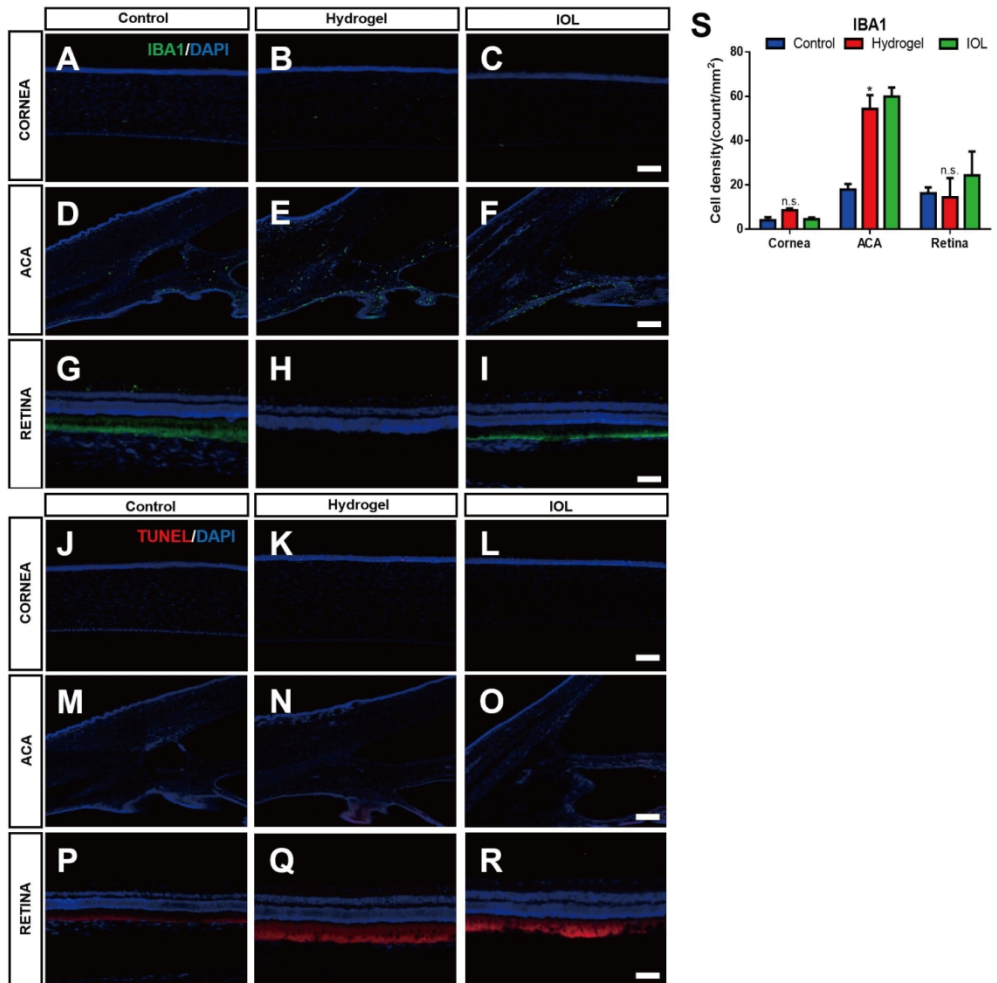 Control Hydrogel IOL
CORNEA
A IBA1/DAPI B C
ACA
D E F
RETINA
G H I
Control Hydrogel IOL
CORNEA
J TUNEL/DAPI K L
ACA
M N O
RETINA
P Q R
S
IBA1
Control Hydrogel IOL
Cell density(count/mm²)
80
60
40
20
0
n.s. * n.s.
Cornea ACA Retina